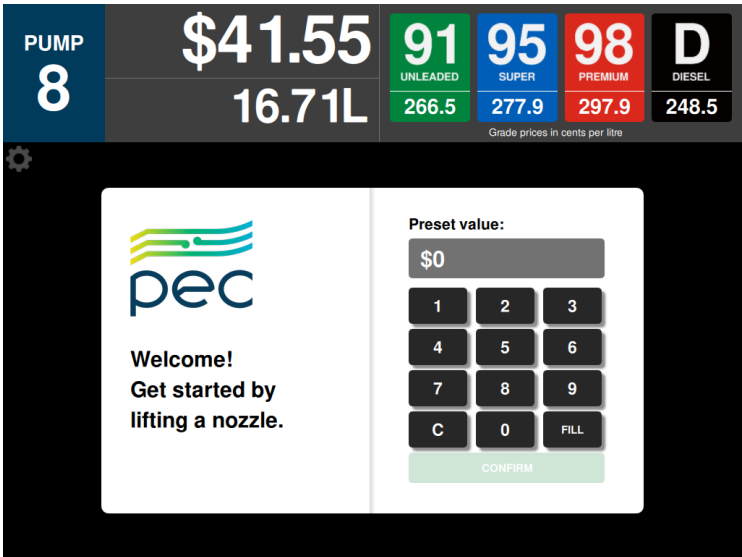 PUMP
8
$41.55
16.71L
91
UNLEADED
266.5
95
SUPER
277.9
98
PREMIUM
297.9
D
DIESEL
248.5
Grade prices in cents per litre
pec
Welcome!
Get started by
lifting a nozzle.
Preset value:
$0
1 2 3
4 5 6
7 8 9
C 0 FILL
CONFIRM